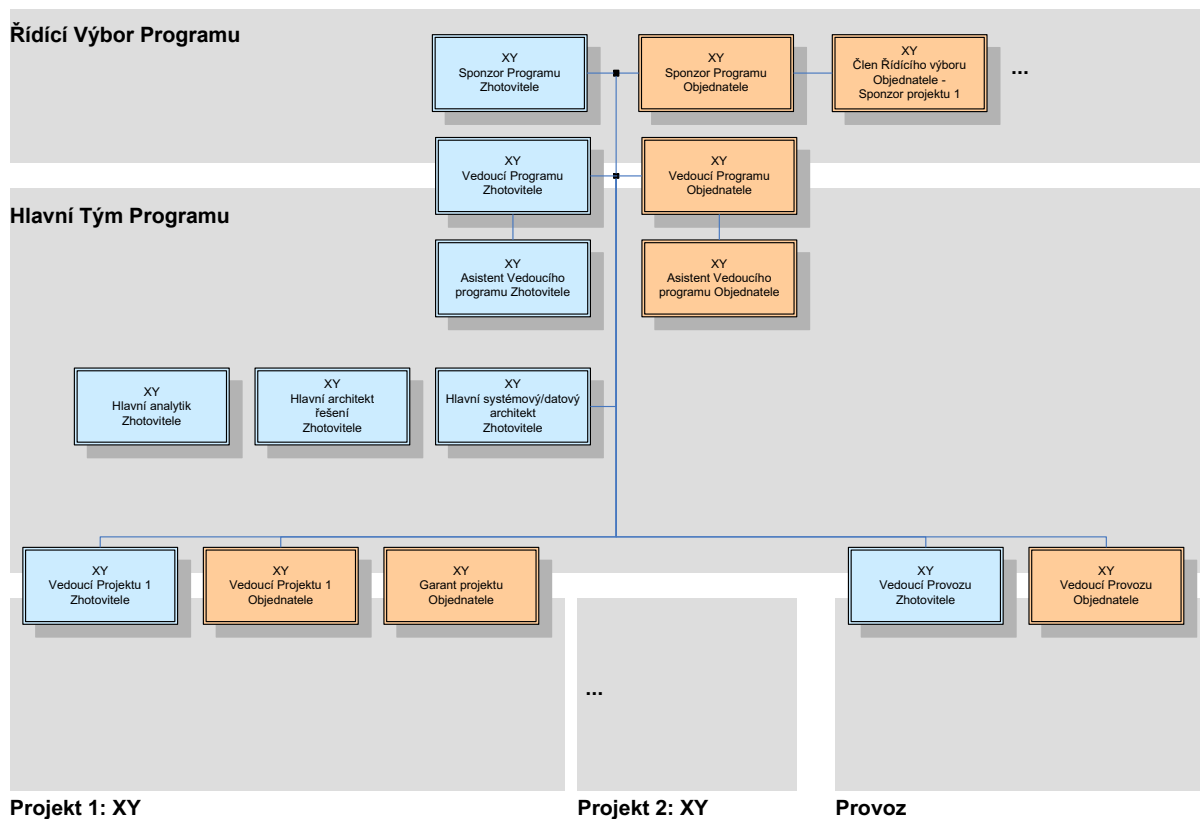 Řídící Výbor Programu
XY
Sponzor Programu
Zhotovitele
XY
Sponzor Programu
Objednatele
XY
Člen Řídícího výboru
Objednatele -
Sponzor projektu 1
...
XY
Vedoucí Programu
Zhotovitele
XY
Vedoucí Programu
Objednatele
Hlavní Tým Programu
XY
Asistent Vedoucího
programu Zhotovitele
XY
Asistent Vedoucího
programu Objednatele
XY
Hlavní analytik
Zhotovitele
XY
Hlavní architekt
řešení
Zhotovitele
XY
Hlavní systémový/datový
architekt
Zhotovitele
XY
Vedoucí Projektu 1
Zhotovitele
XY
Vedoucí Projektu 1
Objednatele
XY
Garant projektu
Objednatele
XY
Vedoucí Provozu
Zhotovitele
XY
Vedoucí Provozu
Objednatele
...
Projekt 1: XY
Projekt 2: XY
Provoz